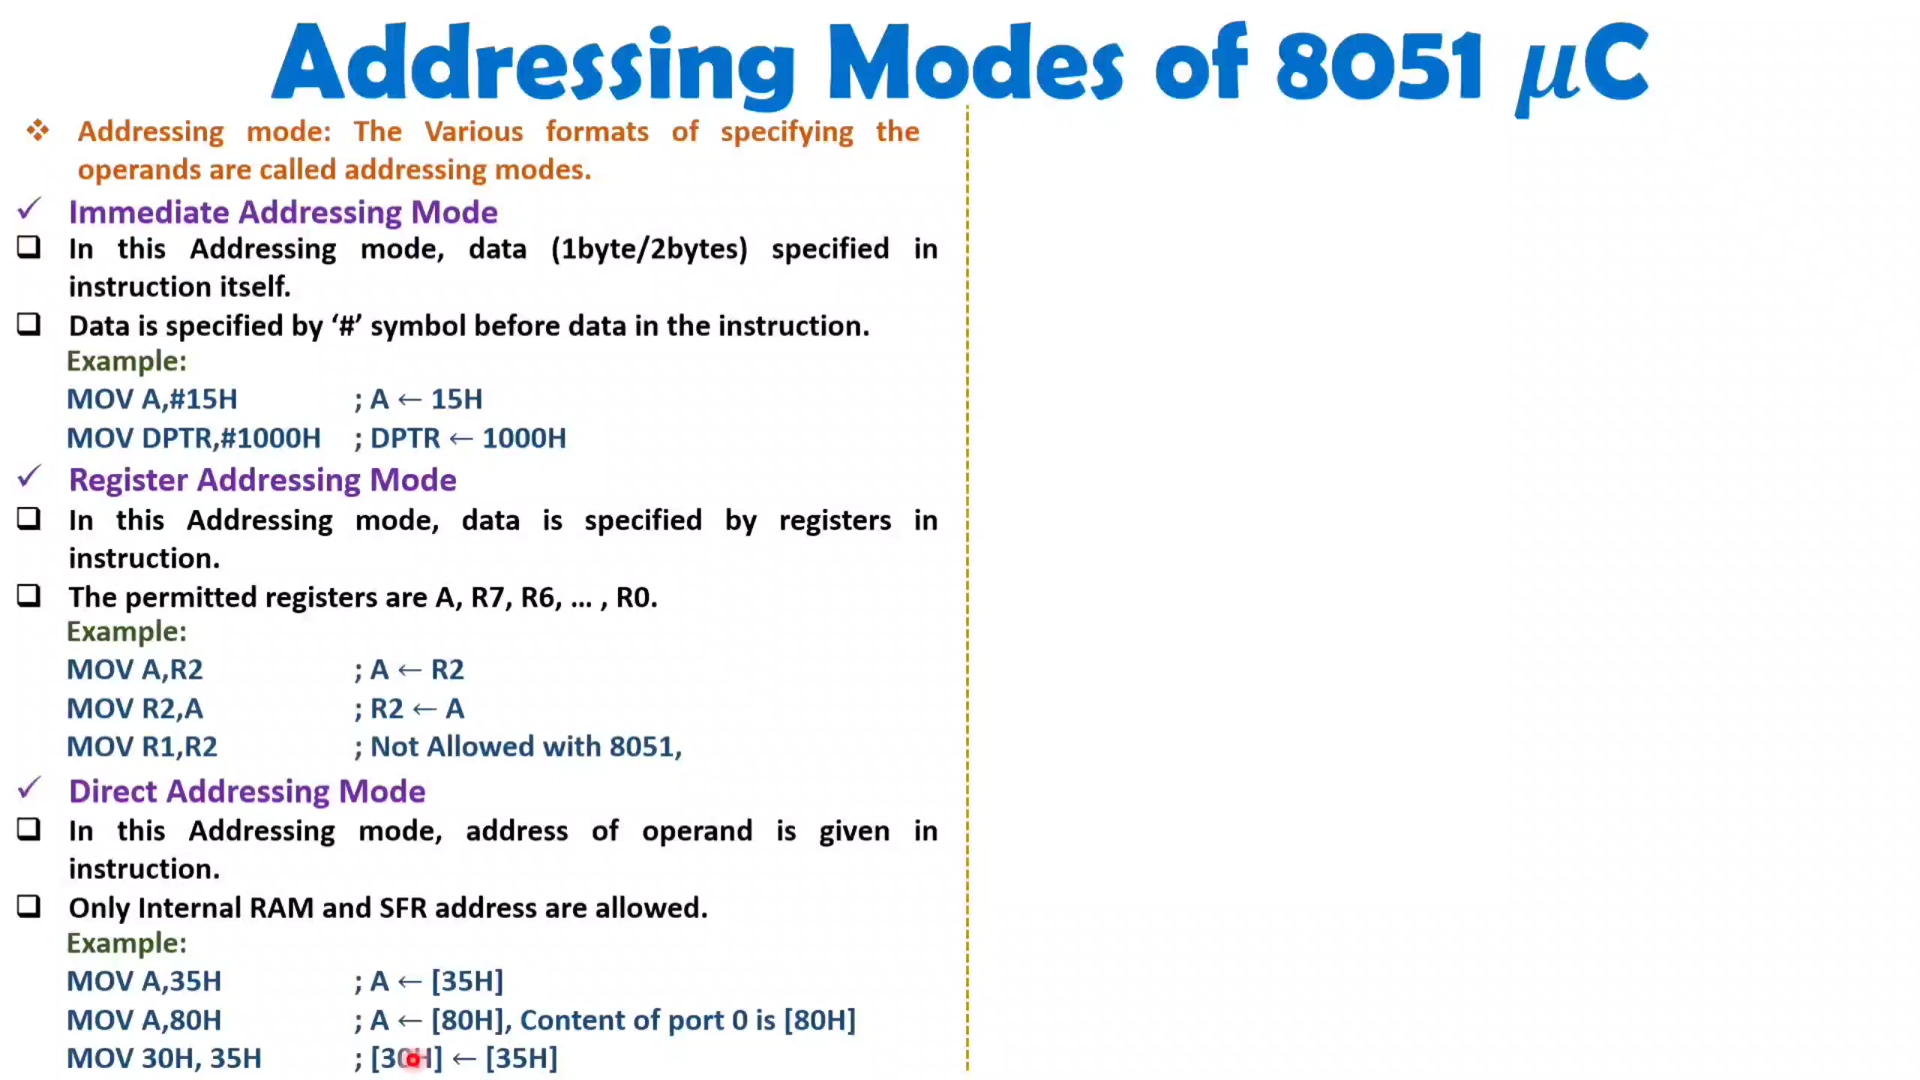 Addressing Modes of 8051 𝜇C
❖ Addressing mode: The Various formats of specifying the
operands are called addressing modes.
✓ Immediate Addressing Mode
❑ In this Addressing mode, data (1byte/2bytes) specified in
instruction itself.
❑ Data is specified by ‘#’ symbol before data in the instruction.
Example:
MOV A,#15H ; A ← 15H
MOV DPTR,#1000H ; DPTR ← 1000H
✓ Register Addressing Mode
❑ In this Addressing mode, data is specified by registers in
instruction.
❑ The permitted registers are A, R7, R6, ... , R0.
Example:
MOV A,R2 ; A ← R2
MOV R2,A ; R2 ← A
MOV R1,R2 ; Not Allowed with 8051,
✓ Direct Addressing Mode
❑ In this Addressing mode, address of operand is given in
instruction.
❑ Only Internal RAM and SFR address are allowed.
Example:
MOV A,35H ; A ← [35H]
MOV A,80H ; A ← [80H], Content of port 0 is [80H]
MOV 30H, 35H ; [30H] ← [35H]